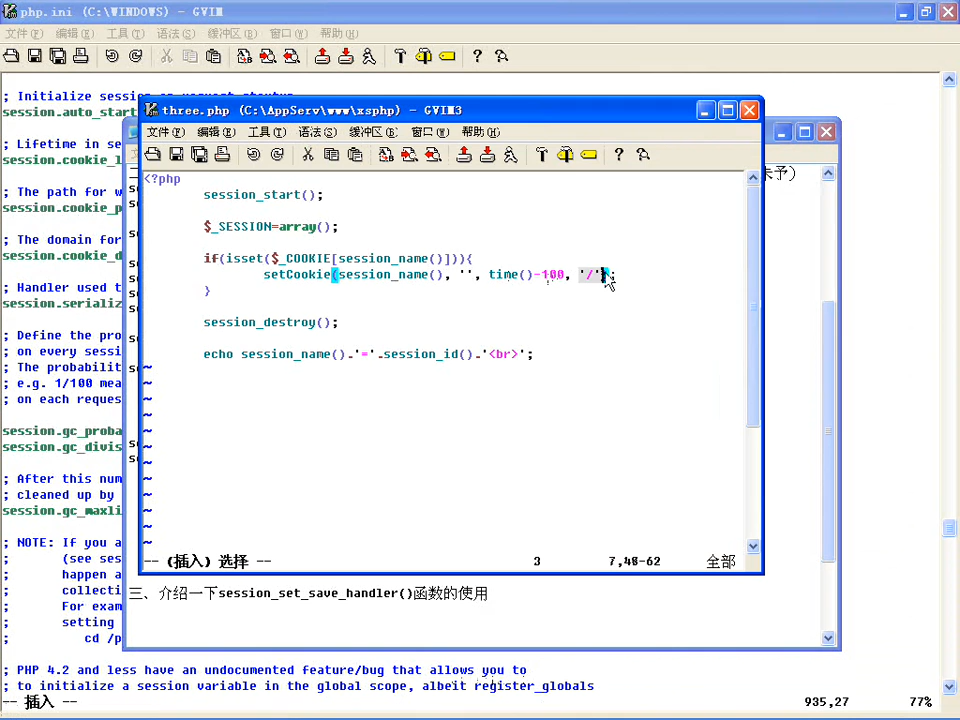 php.ini (C:\WINDOWS) - GVIM
文件(F) 编辑(E) 工具(T) 语法(S) 缓冲区(B) 窗口(W) 帮助(H)
; Initialize session on request startup.
session.auto_start
; Lifetime in se
session.cookie_l
; The path for w
session.cookie_p
; The domain for
session.cookie_d
; Handler used t
session.serializ
; Define the pro
; on every sessi
; The probabilit
; e.g. 1/100 mea
; on each reques
session.gc_proba
session.gc_divis
; After this num
; cleaned up by
session.gc_maxli
; NOTE: If you a
; (see ses
; happen a
; collecti
; For exam
; setting
; cd /p
; PHP 4.2 and less have an undocumented feature/bug that allows you to
; to initialize a session variable in the global scope, albeit register_globals
-- 插入 --
935,27
77%
未予)
三、介绍一下session_set_save_handler()函数的使用
three.php (C:\AppServ\www\xsphp) - GVIM3
文件(F) 编辑(E) 工具(T) 语法(S) 缓冲区(B) 窗口(W) 帮助(H)
<?php
session_start();
$_SESSION=array();
if(isset($_COOKIE[session_name()])){
setCookie(session_name(), '', time()-100, '/');
}
session_destroy();
echo session_name().'='.session_id().'<br>';
~
~
~
~
~
~
~
~
~
~
~
~
-- (插入) 选择 --
3
7,48-62
全部